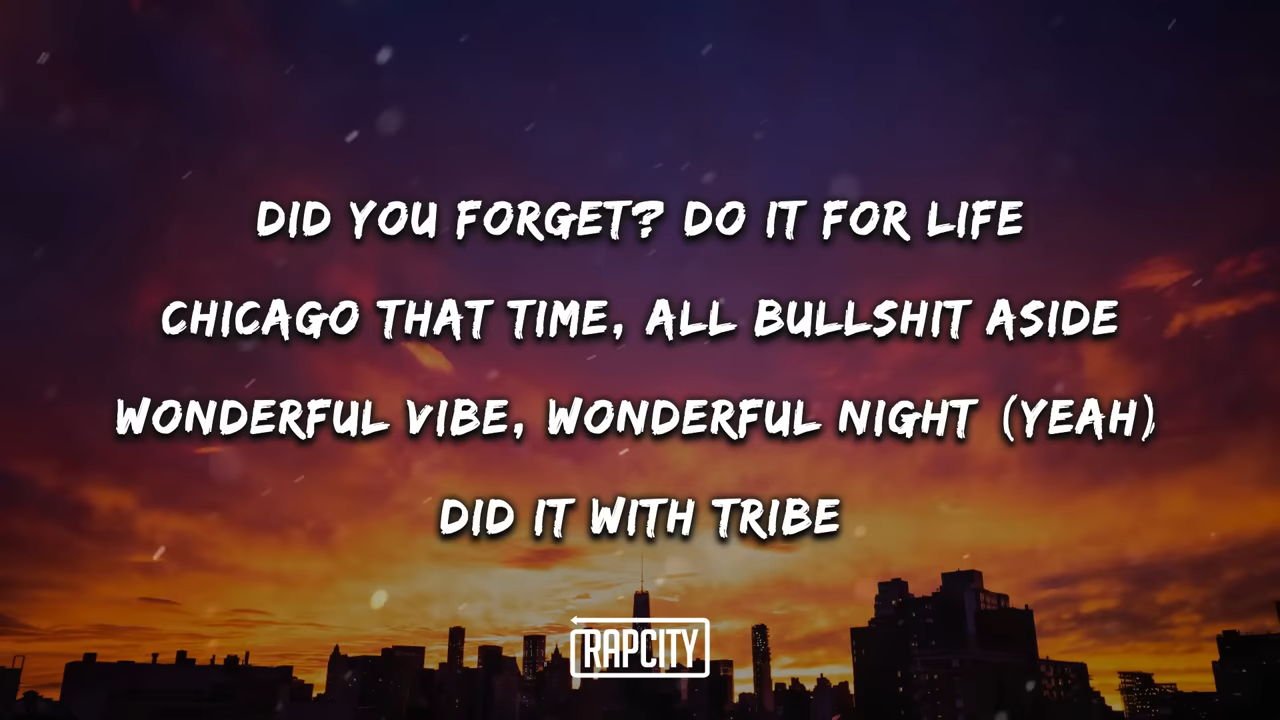 DID YOU FORGET? DO IT FOR LIFE
CHICAGO THAT TIME, ALL BULLSHIT ASIDE
WONDERFUL VIBE, WONDERFUL NIGHT (YEAH)
DID IT WITH TRIBE
RAPCITY